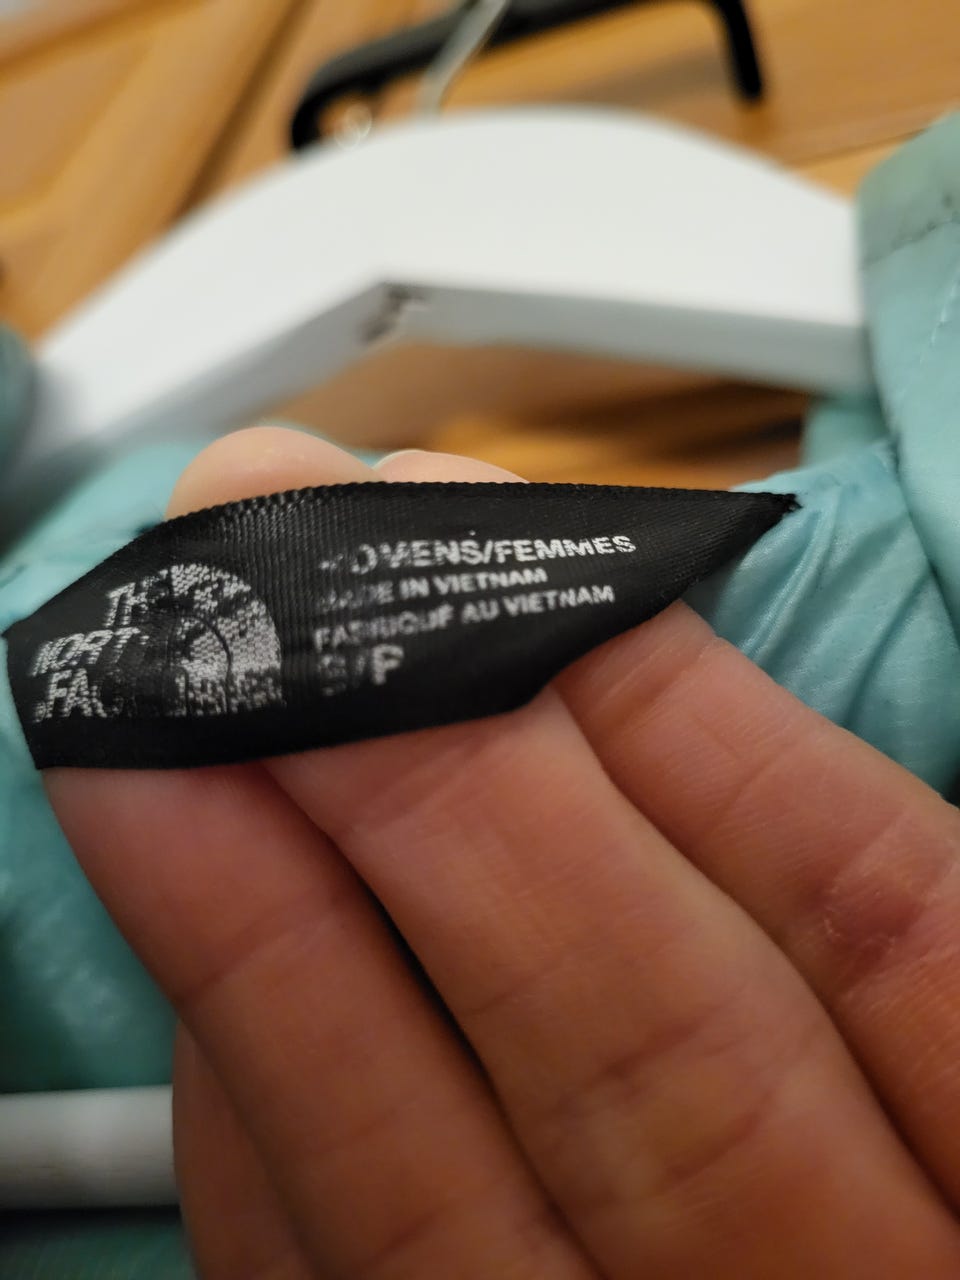 THE
NORTH
FACE
WOMENS/FEMMES
MADE IN VIETNAM
FABRIQUÉ AU VIETNAM
S/P